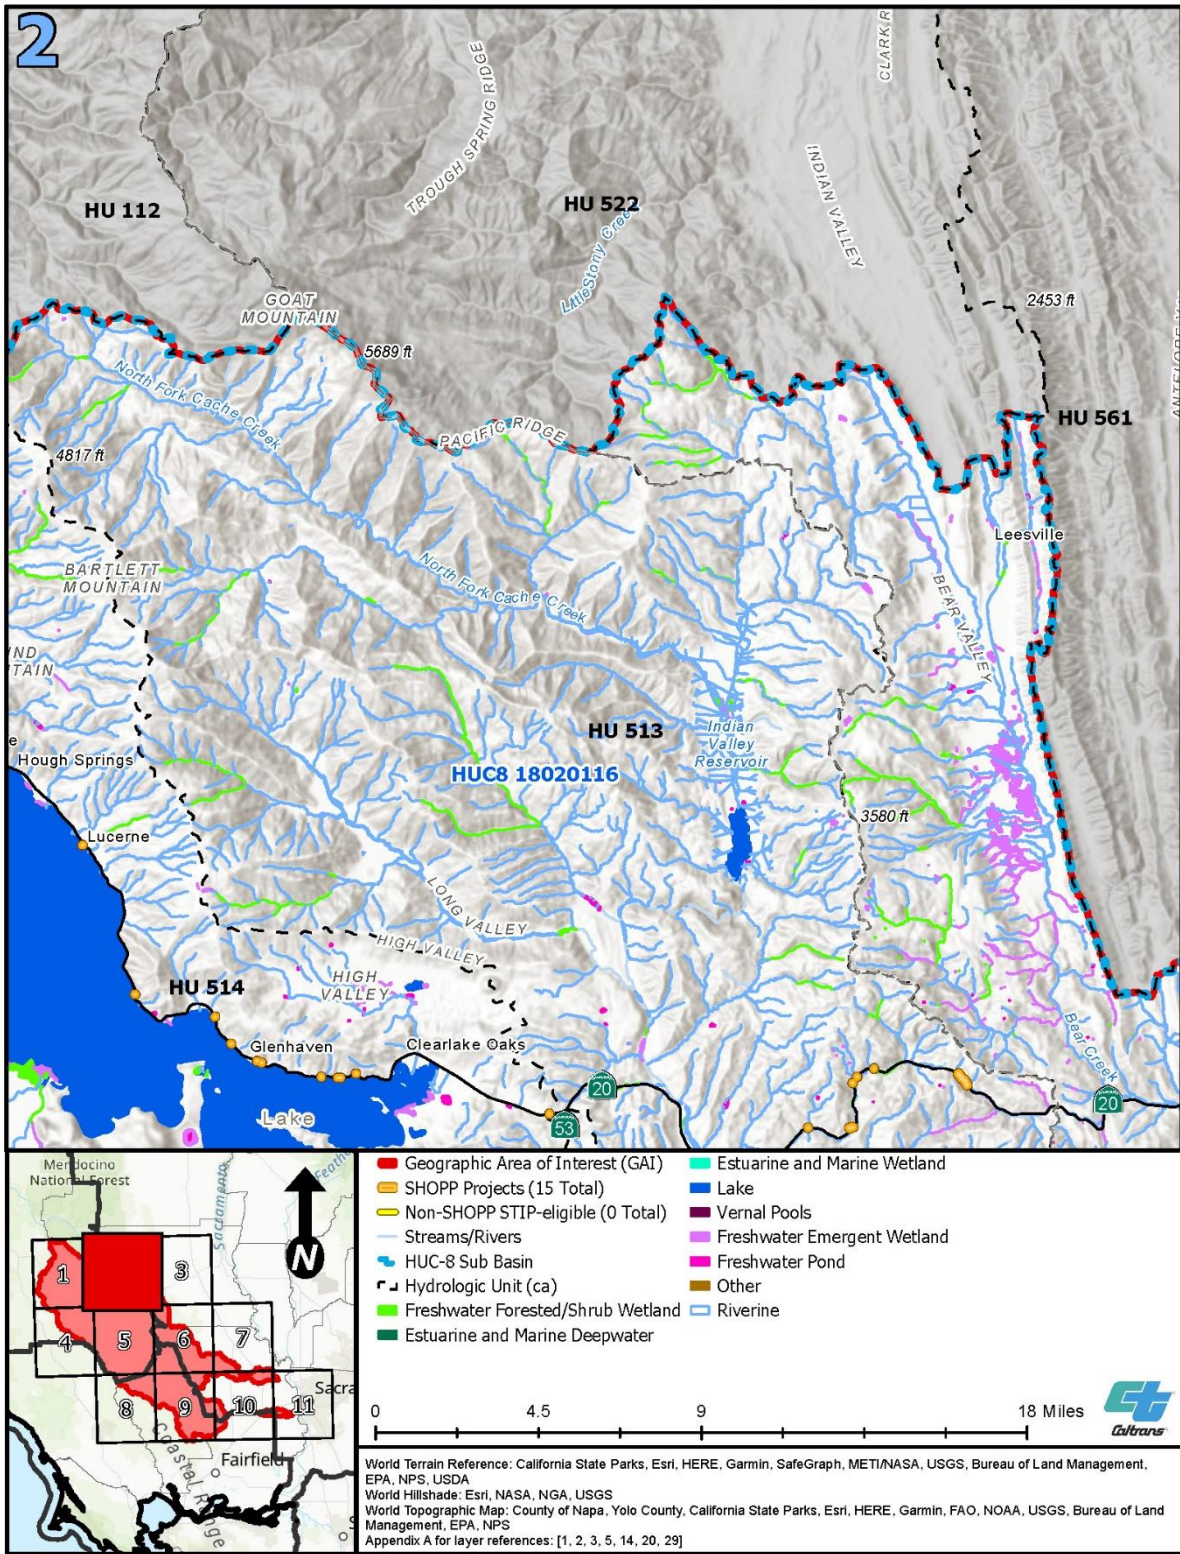 2
CLARK R
TROUGH SPRING RIDGE
INDIAN VALLEY
HU 112
HU 522
Little Stony Creek
GOAT
MOUNTAIN
2453 ft
5689 ft
North Fork Cache Creek
PACIFIC RIDGE
HU 561
4817 ft
Leesville
BARTLETT
MOUNTAIN
North Fork Cache Creek
BEAR VALLEY
IND
TAIN
HU 513
Indian
Valley
Reservoir
e
Hough Springs
HUC8 18020116
3580 ft
Lucerne
LONG VALLEY
HIGH VALLEY
HIGH
VALLEY
HU 514
Glenhaven
Clearlake Oaks
Bear Creek
Lake
20
53
20
Mendocino
National Forest
Sacramento
Feath
N
1
3
4
5
6
7
8
9
10
11
Sacra
Coastal Range
Fairfield
S
Geographic Area of Interest (GAI)
SHOPP Projects (15 Total)
Non-SHOPP STIP-eligible (0 Total)
Streams/Rivers
HUC-8 Sub Basin
Hydrologic Unit (ca)
Freshwater Forested/Shrub Wetland
Estuarine and Marine Deepwater
Estuarine and Marine Wetland
Lake
Vernal Pools
Freshwater Emergent Wetland
Freshwater Pond
Other
Riverine
0 4.5 9 18 Miles
ct
Caltrans
World Terrain Reference: California State Parks, Esri, HERE, Garmin, SafeGraph, METI/NASA, USGS, Bureau of Land Management,
EPA, NPS, USDA
World Hillshade: Esri, NASA, NGA, USGS
World Topographic Map: County of Napa, Yolo County, California State Parks, Esri, HERE, Garmin, FAO, NOAA, USGS, Bureau of Land
Management, EPA, NPS
Appendix A for layer references: [1, 2, 3, 5, 14, 20, 29]